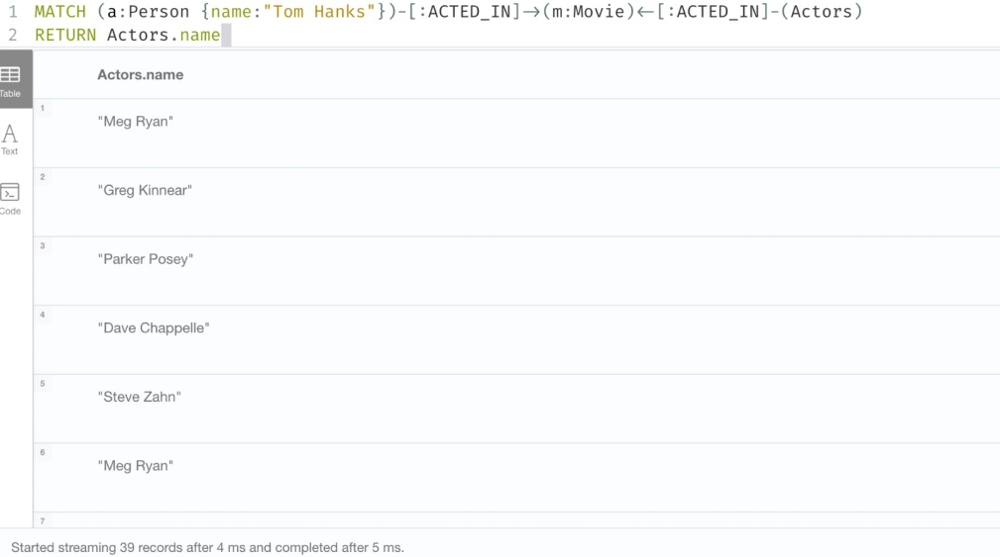 1 MATCH (a:Person {name:"Tom Hanks"})-[:ACTED_IN]→(m:Movie)←[:ACTED_IN]-(Actors)
2 RETURN Actors.name
Table
Actors.name
1
"Meg Ryan"
A
Text
2
"Greg Kinnear"
Code
3
"Parker Posey"
4
"Dave Chappelle"
5
"Steve Zahn"
6
"Meg Ryan"
7
Started streaming 39 records after 4 ms and completed after 5 ms.